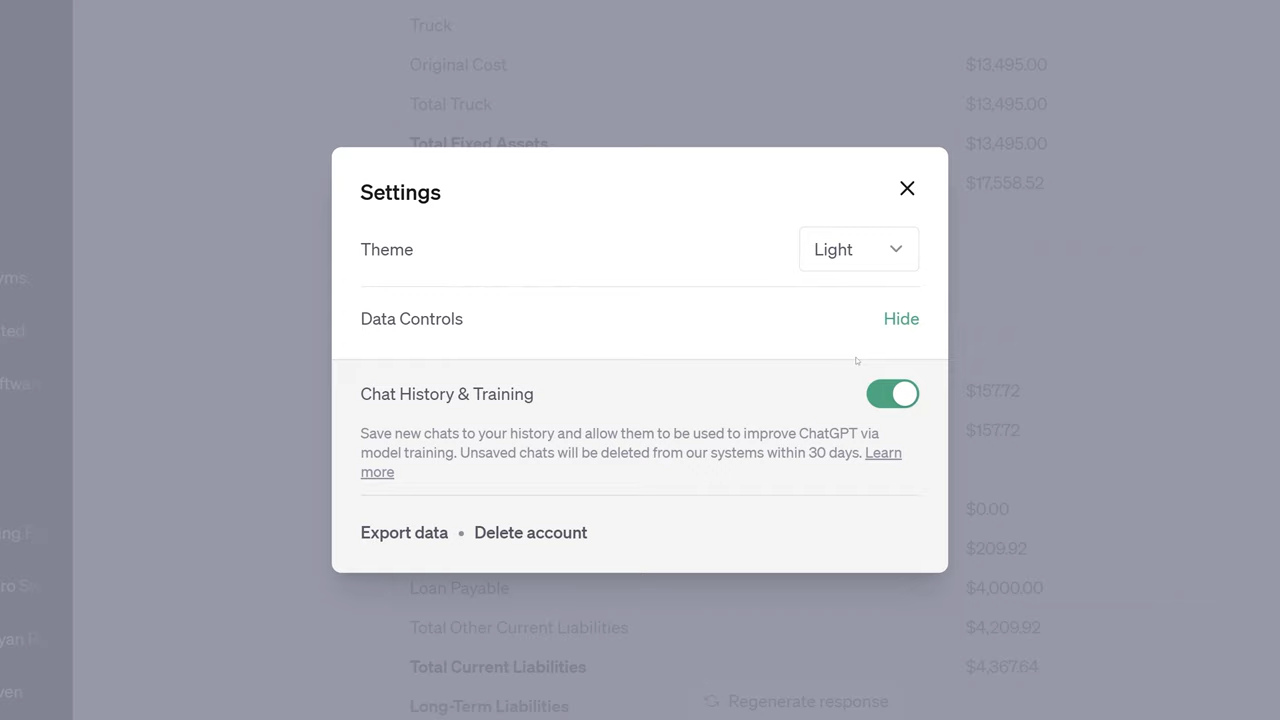 Truck
Original Cost $13,495.00
Total Truck $13,495.00
Total Fixed Assets $13,495.00
$17,558.52
Settings
Theme Light
Data Controls Hide
Chat History & Training
Save new chats to your history and allow them to be used to improve ChatGPT via
model training. Unsaved chats will be deleted from our systems within 30 days. Learn
more
Export data • Delete account
$157.72
$157.72
$0.00
$209.92
Loan Payable $4,000.00
Total Other Current Liabilities $4,209.92
Total Current Liabilities $4,367.64
Long-Term Liabilities
Regenerate response